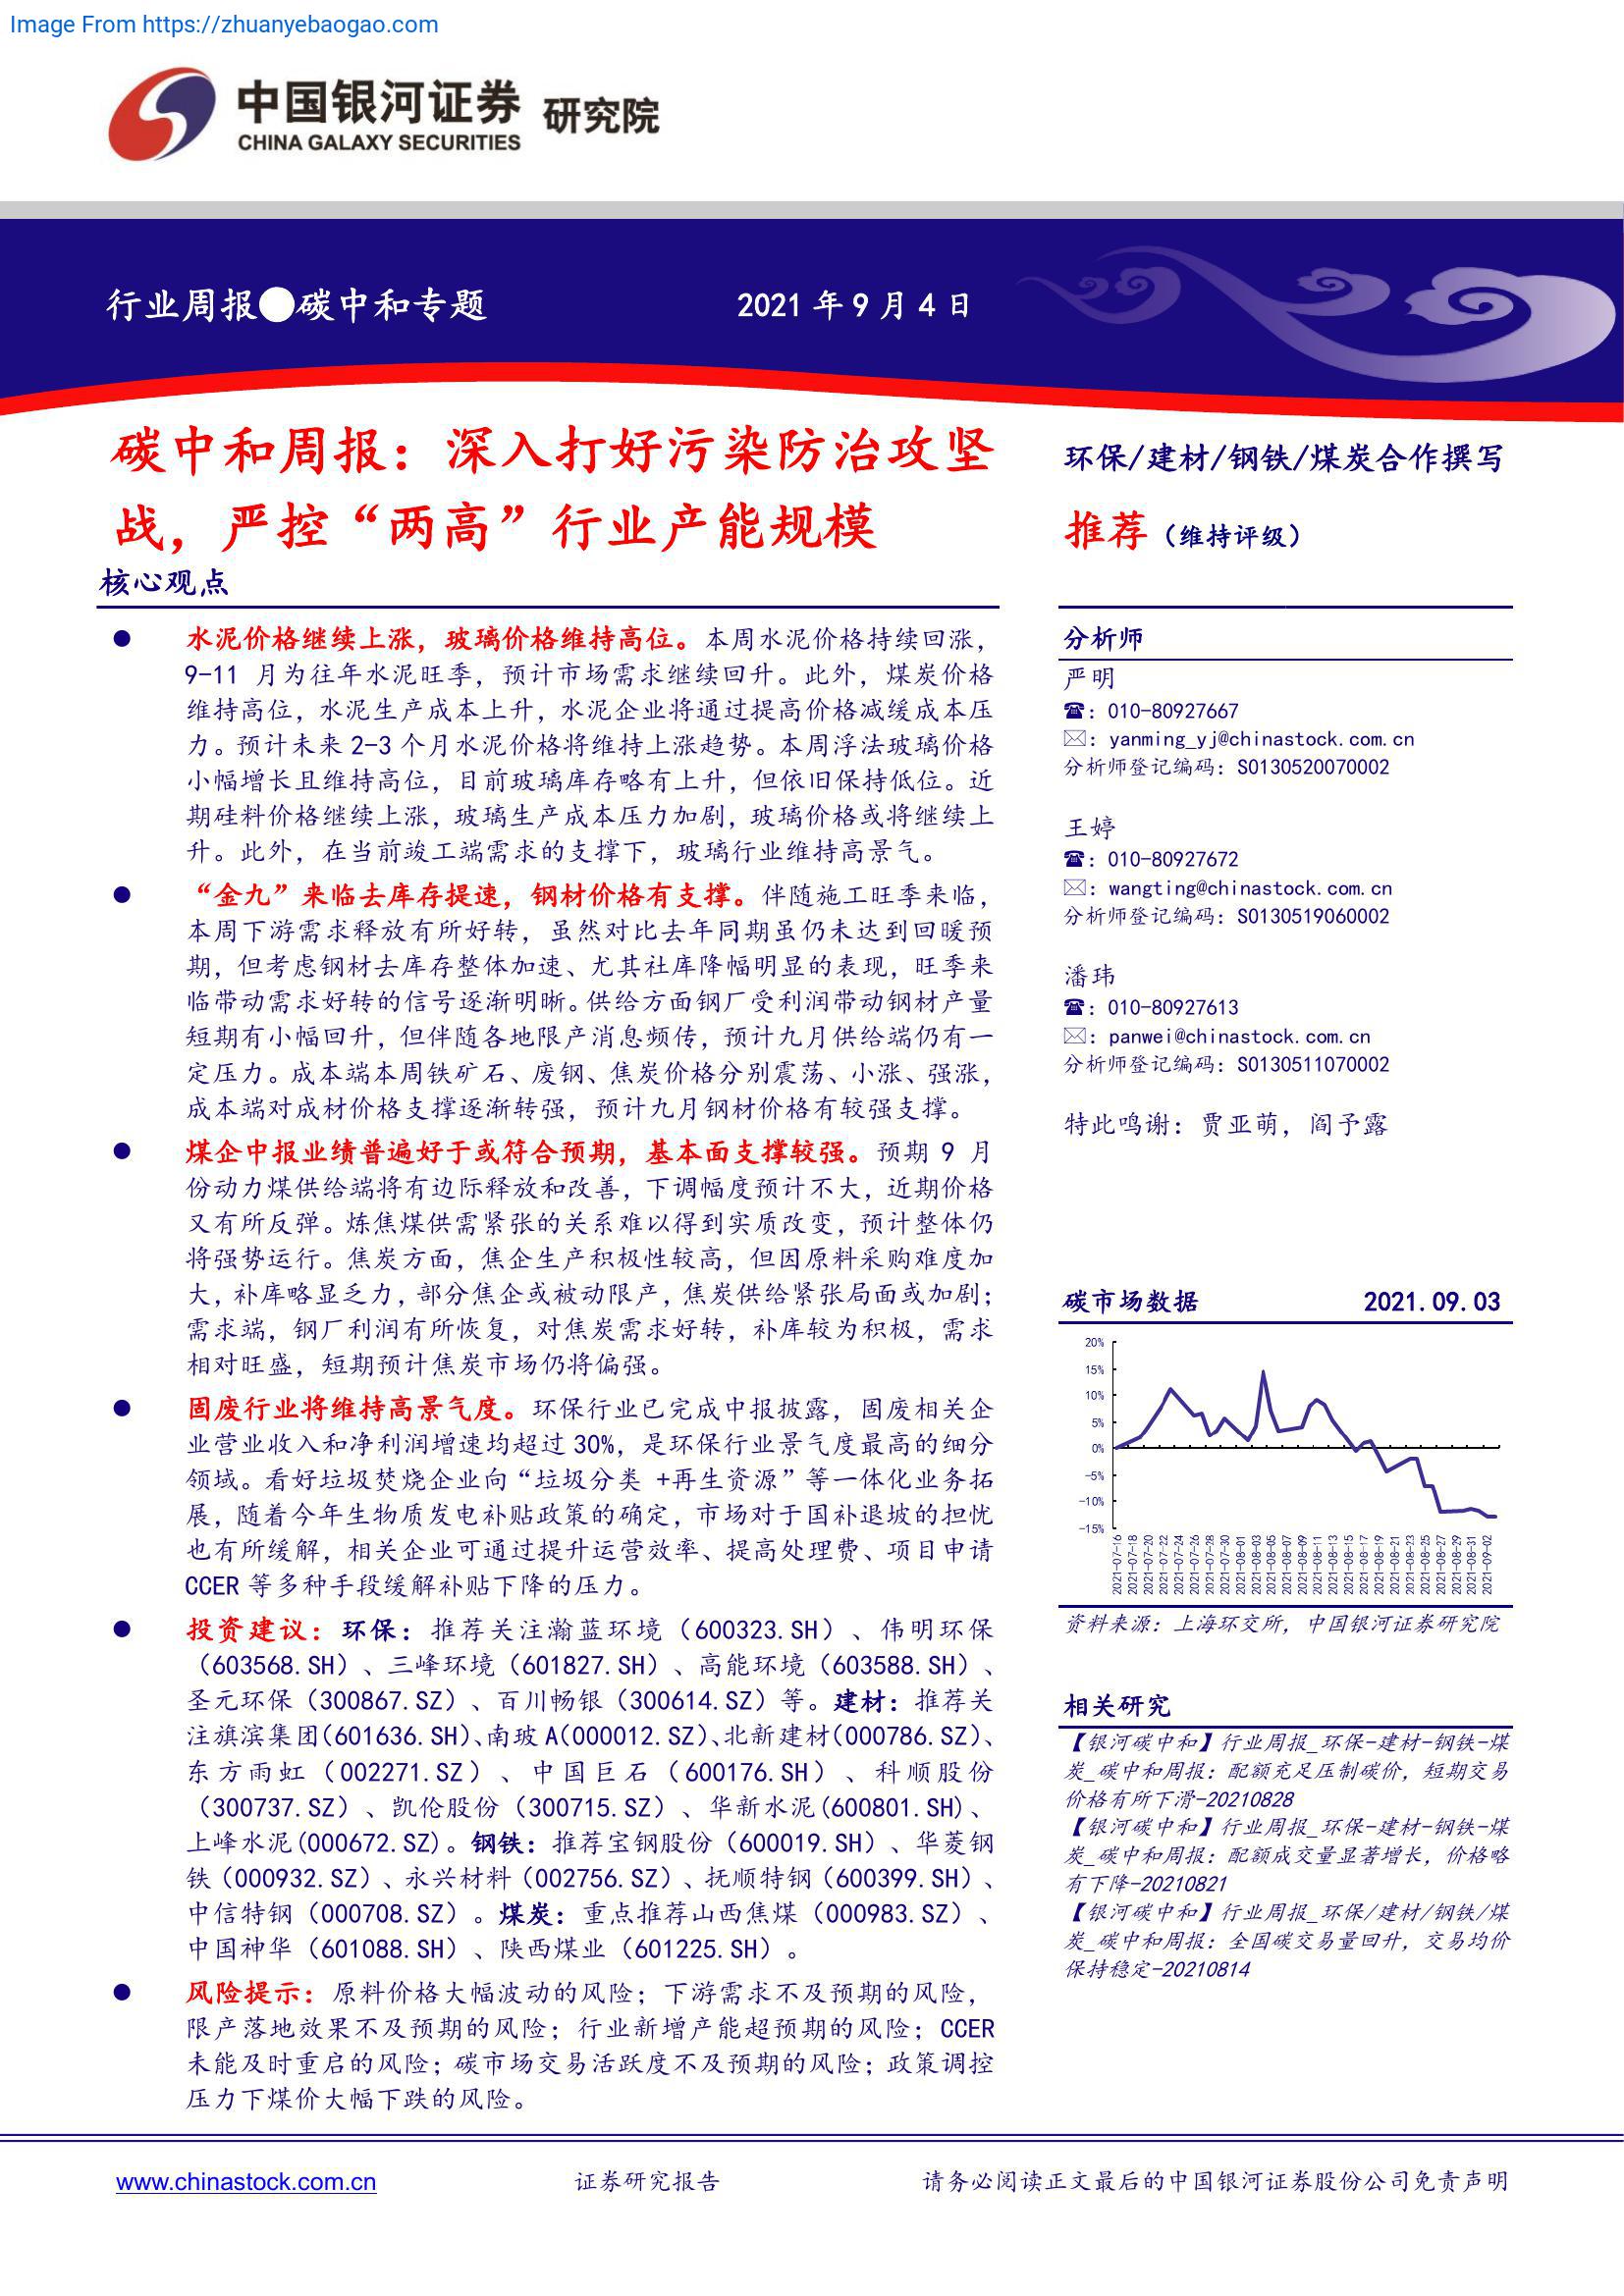 Image From https://zhuanyebaogao.com
中国银河证券 研究院
CHINA GALAXY SECURITIES
行业周报●碳中和专题
2021 年 9 月 4 日
碳中和周报：深入打好污染防治攻坚
战，严控“两高”行业产能规模
核心观点
● 水泥价格继续上涨，玻璃价格维持高位。本周水泥价格持续回涨，
9-11 月为往年水泥旺季，预计市场需求继续回升。此外，煤炭价格
维持高位，水泥生产成本上升，水泥企业将通过提高价格减缓成本压
力。预计未来 2-3 个月水泥价格将维持上涨趋势。本周浮法玻璃价格
小幅增长且维持高位，目前玻璃库存略有上升，但依旧保持低位。近
期硅料价格继续上涨，玻璃生产成本压力加剧，玻璃价格或将继续上
升。此外，在当前竣工端需求的支撑下，玻璃行业维持高景气。
● “金九”来临去库存提速，钢材价格有支撑。伴随施工旺季来临，
本周下游需求释放有所好转，虽然对比去年同期虽仍未达到回暖预
期，但考虑钢材去库存整体加速、尤其社库降幅明显的表现，旺季来
临带动需求好转的信号逐渐明晰。供给方面钢厂受利润带动钢材产量
短期有小幅回升，但伴随各地限产消息频传，预计九月供给端仍有一
定压力。成本端本周铁矿石、废钢、焦炭价格分别震荡、小涨、强涨，
成本端对成材价格支撑逐渐转强，预计九月钢材价格有较强支撑。
● 煤企中报业绩普遍好于或符合预期，基本面支撑较强。预期 9 月
份动力煤供给端将有边际释放和改善，下调幅度预计不大，近期价格
又有所反弹。炼焦煤供需紧张的关系难以得到实质改变，预计整体仍
将强势运行。焦炭方面，焦企生产积极性较高，但因原料采购难度加
大，补库略显乏力，部分焦企或被动限产，焦炭供给紧张局面或加剧；
需求端，钢厂利润有所恢复，对焦炭需求好转，补库较为积极，需求
相对旺盛，短期预计焦炭市场仍将偏强。
● 固废行业将维持高景气度。环保行业已完成中报披露，固废相关企
业营业收入和净利润增速均超过 30%，是环保行业景气度最高的细分
领域。看好垃圾焚烧企业向“垃圾分类 +再生资源”等一体化业务拓
展，随着今年生物质发电补贴政策的确定，市场对于国补退坡的担忧
也有所缓解，相关企业可通过提升运营效率、提高处理费、项目申请
CCER 等多种手段缓解补贴下降的压力。
● 投资建议：环保：推荐关注瀚蓝环境（600323.SH）、伟明环保
（603568.SH）、三峰环境（601827.SH）、高能环境（603588.SH）、
圣元环保（300867.SZ）、百川畅银（300614.SZ）等。建材：推荐关
注旗滨集团(601636.SH)、南玻 A(000012.SZ)、北新建材(000786.SZ)、
东方雨虹（002271.SZ）、中国巨石（600176.SH）、科顺股份
（300737.SZ）、凯伦股份（300715.SZ）、华新水泥(600801.SH)、
上峰水泥(000672.SZ)。钢铁：推荐宝钢股份（600019.SH）、华菱钢
铁（000932.SZ）、永兴材料（002756.SZ）、抚顺特钢（600399.SH）、
中信特钢（000708.SZ）。煤炭：重点推荐山西焦煤（000983.SZ）、
中国神华（601088.SH）、陕西煤业（601225.SH）。
● 风险提示：原料价格大幅波动的风险；下游需求不及预期的风险，
限产落地效果不及预期的风险；行业新增产能超预期的风险；CCER
未能及时重启的风险；碳市场交易活跃度不及预期的风险；政策调控
压力下煤价大幅下跌的风险。
环保/建材/钢铁/煤炭合作撰写
推荐（维持评级）
分析师
严明
☎：010-80927667
✉：yanming_yj@chinastock.com.cn
分析师登记编码：S0130520070002
王婷
☎：010-80927672
✉：wangting@chinastock.com.cn
分析师登记编码：S0130519060002
潘玮
☎：010-80927613
✉：panwei@chinastock.com.cn
分析师登记编码：S0130511070002
特此鸣谢：贾亚萌，阎予露
碳市场数据 2021.09.03
20%
15%
10%
5%
0%
-5%
-10%
-15%
2021-07-16
2021-07-18
2021-07-20
2021-07-22
2021-07-24
2021-07-26
2021-07-28
2021-07-30
2021-08-01
2021-08-03
2021-08-05
2021-08-07
2021-08-09
2021-08-11
2021-08-13
2021-08-15
2021-08-17
2021-08-19
2021-08-21
2021-08-23
2021-08-25
2021-08-27
2021-08-29
2021-08-31
2021-09-02
资料来源：上海环交所，中国银河证券研究院
相关研究
【银河碳中和】行业周报_环保-建材-钢铁-煤
炭_碳中和周报：配额充足压制碳价，短期交易
价格有所下滑-20210828
【银河碳中和】行业周报_环保-建材-钢铁-煤
炭_碳中和周报：配额成交量显著增长，价格略
有下降-20210821
【银河碳中和】行业周报_环保/建材/钢铁/煤
炭_碳中和周报：全国碳交易量回升，交易均价
保持稳定-20210814
www.chinastock.com.cn
证券研究报告
请务必阅读正文最后的中国银河证券股份公司免责声明